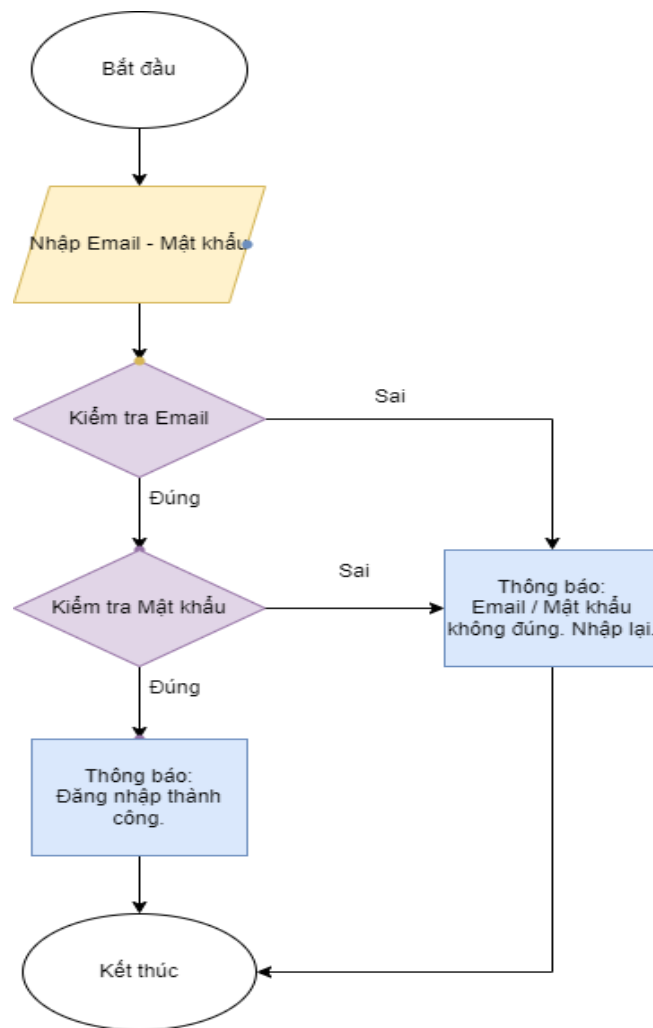 Bắt đầu
Nhập Email - Mật khẩu
Kiểm tra Email
Sai
Đúng
Kiểm tra Mật khẩu
Sai
Thông báo:
Email / Mật khẩu
không đúng. Nhập lại.
Đúng
Thông báo:
Đăng nhập thành
công.
Kết thúc